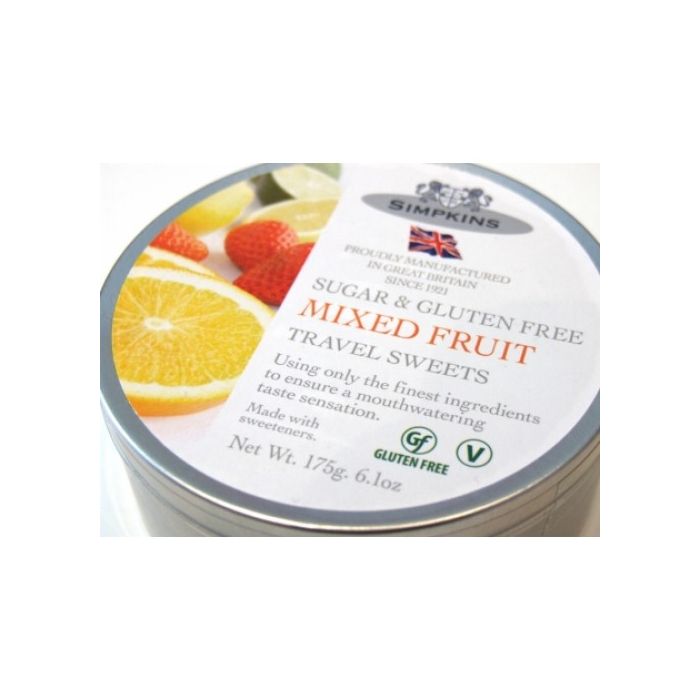 SIMPKINS
PROUDLY MANUFACTURED
IN GREAT BRITAIN
SINCE 1921
SUGAR & GLUTEN FREE
MIXED FRUIT
TRAVEL SWEETS
Using only the finest ingredients
to ensure a mouthwatering
taste sensation.
Made with
sweeteners.
Gf
GLUTEN FREE
V
Net Wt. 175g. 6.1oz